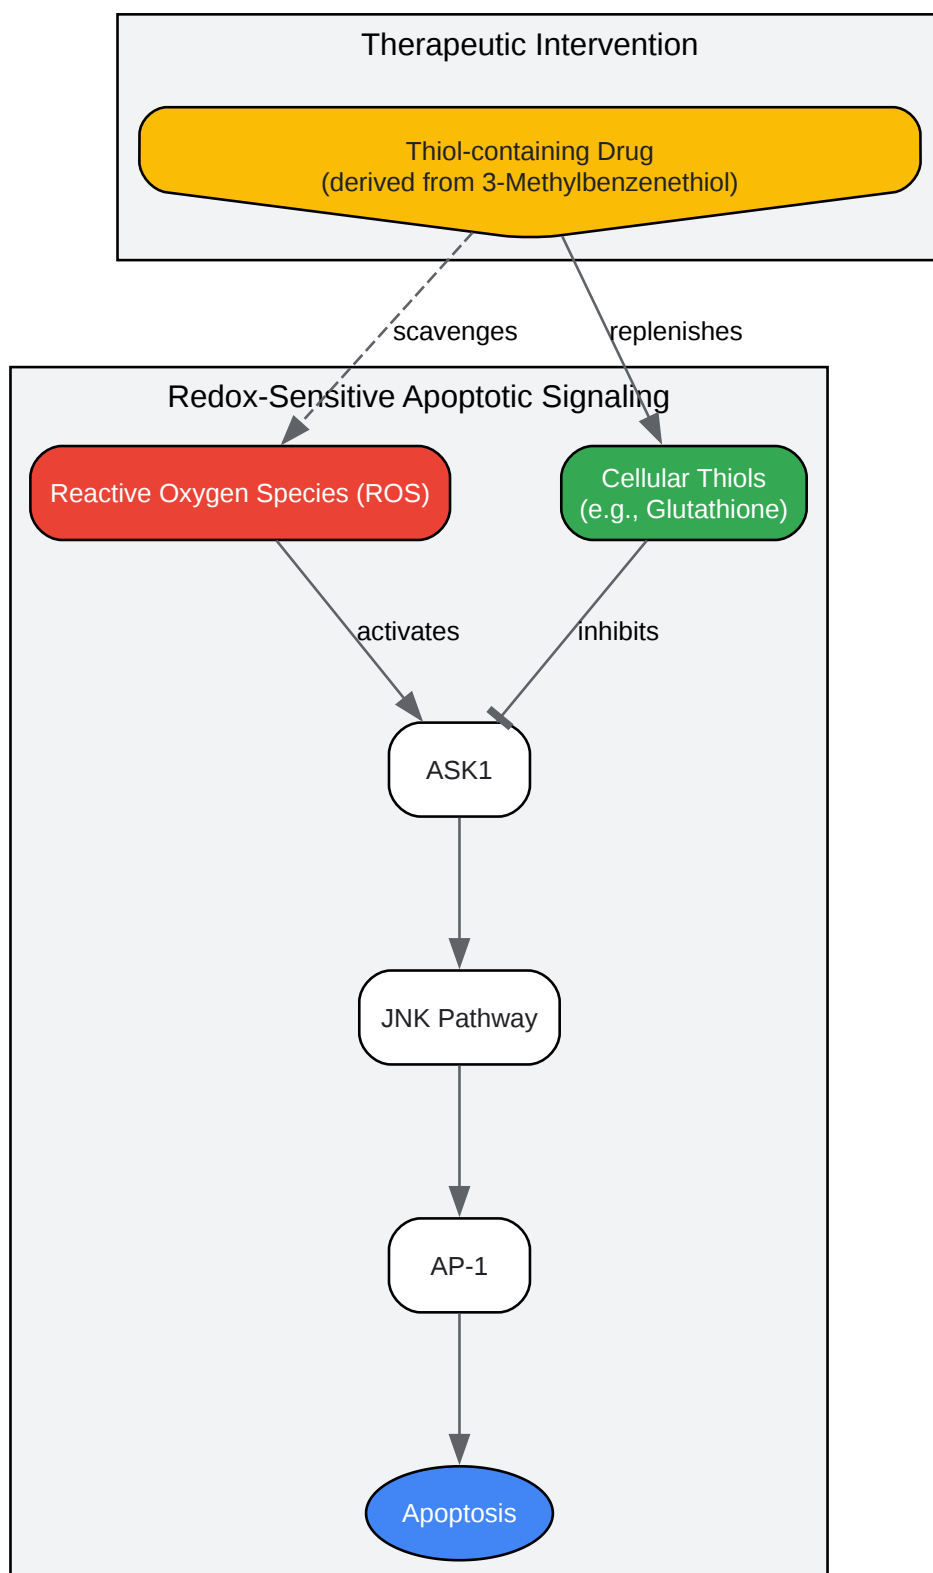 Therapeutic Intervention
Thiol-containing Drug
(derived from 3-Methylbenzenethiol)
scavenges
replenishes
Redox-Sensitive Apoptotic Signaling
Reactive Oxygen Species (ROS)
Cellular Thiols
(e.g., Glutathione)
activates
inhibits
ASK1
JNK Pathway
AP-1
Apoptosis